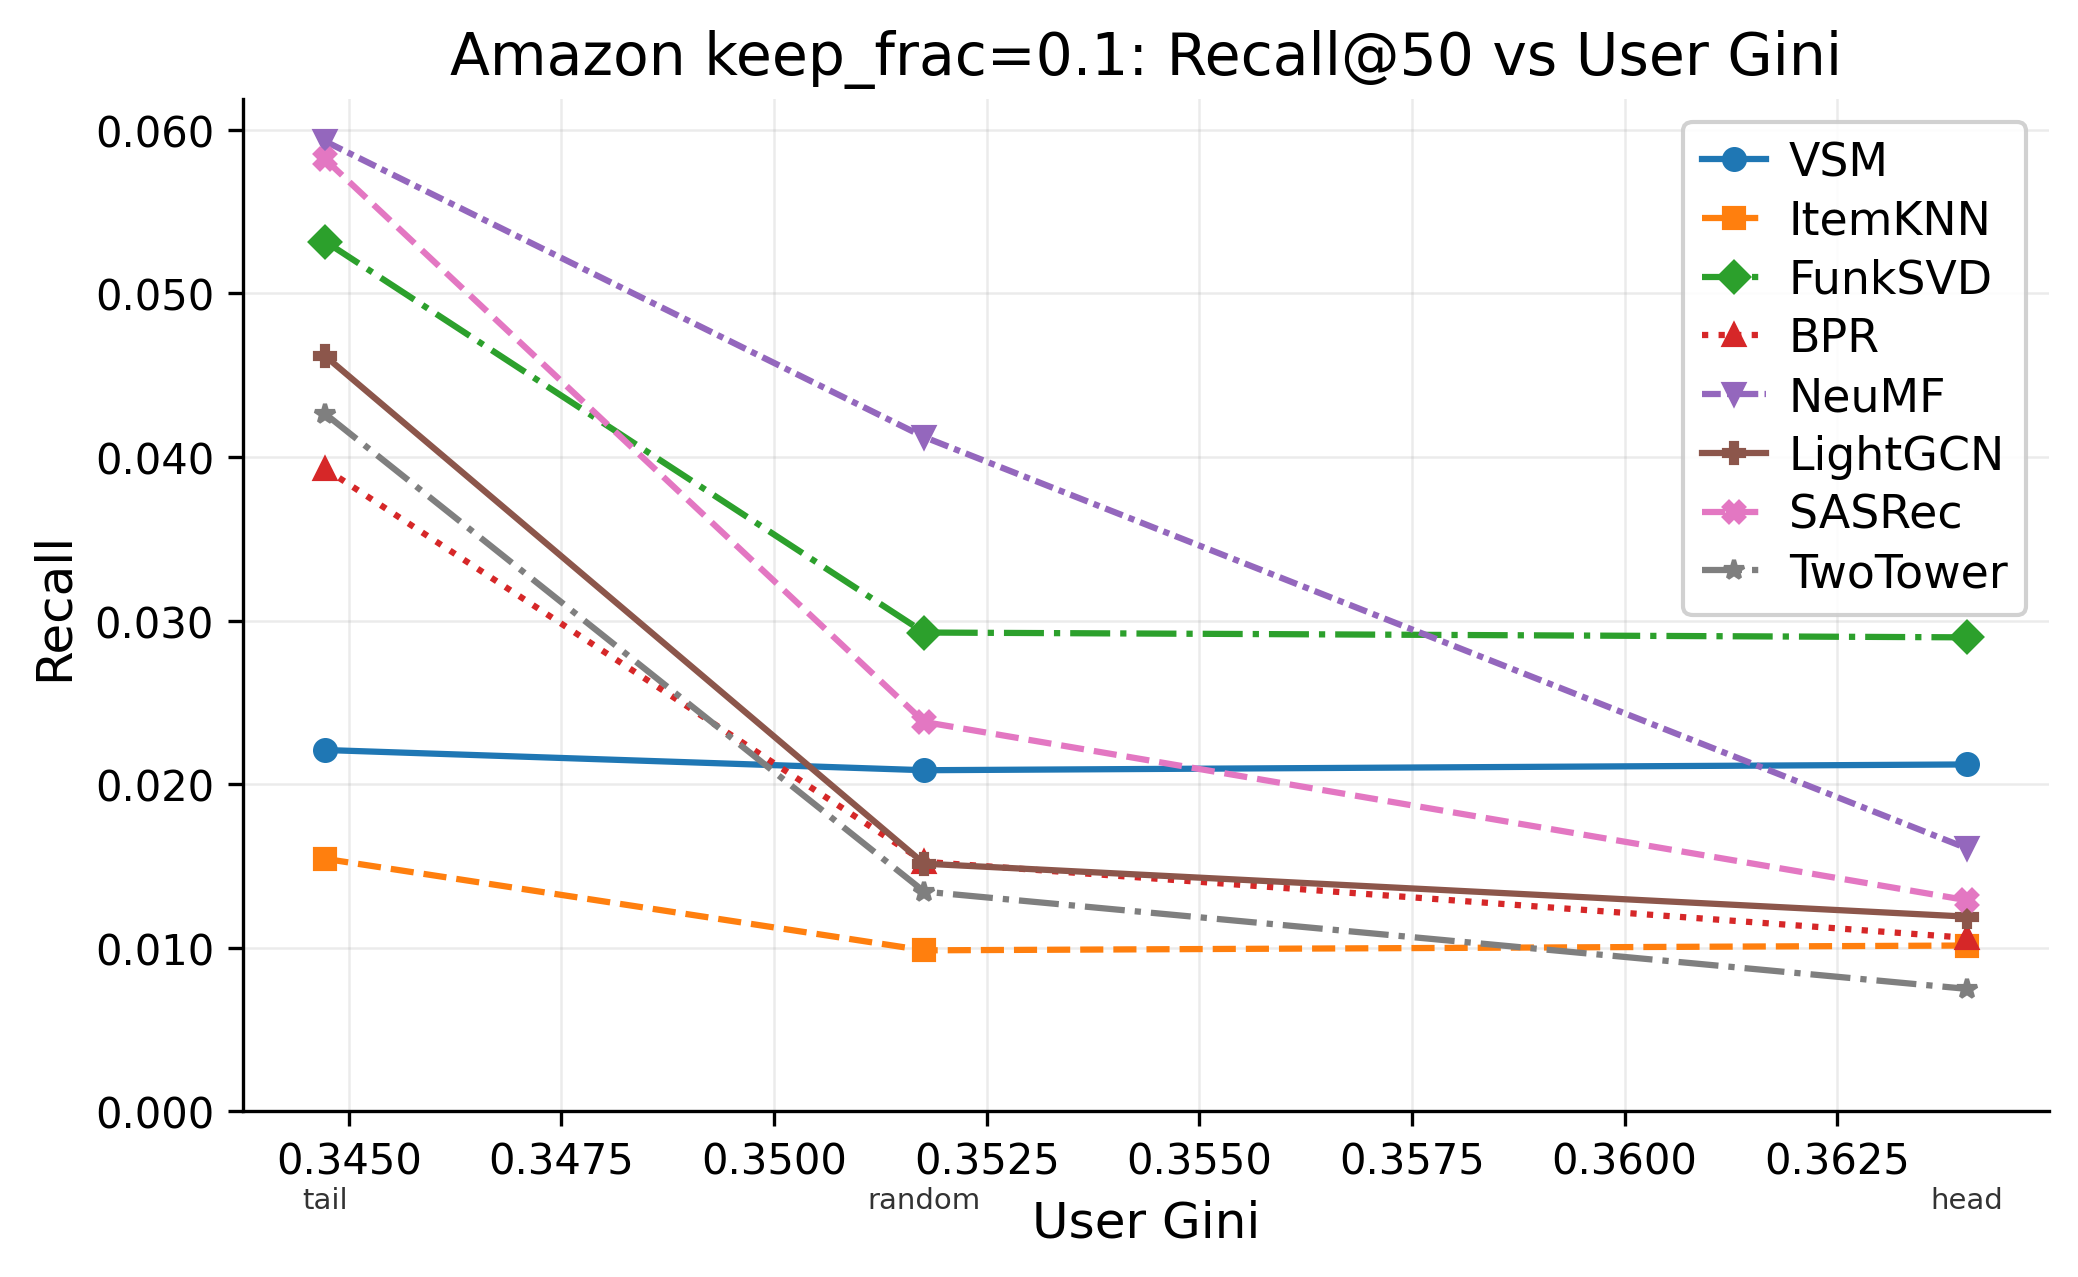 Amazon keep_frac=0.1: Recall@50 vs User Gini
0.060
0.050
0.040
0.030
0.020
0.010
0.000
Recall
VSM
ItemKNN
FunkSVD
BPR
NeuMF
LightGCN
SASRec
TwoTower
0.3450 0.3475 0.3500 0.3525 0.3550 0.3575 0.3600 0.3625
tail random head
User Gini